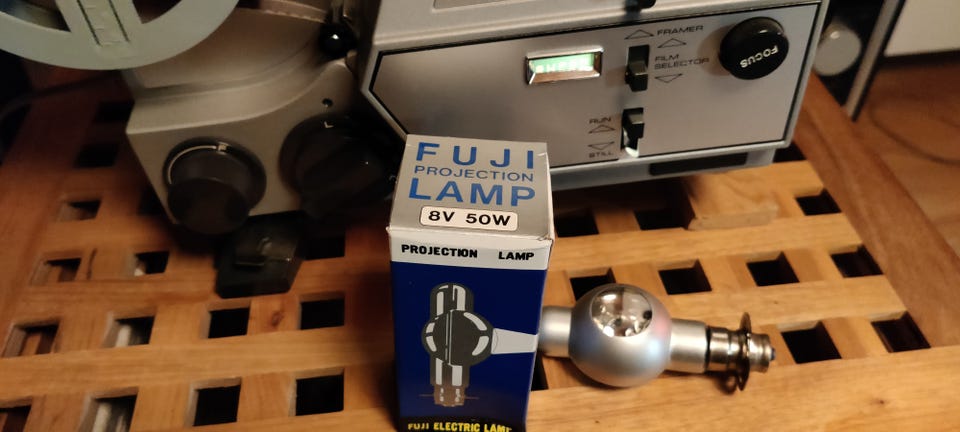 FRAMER
FILM
SELECTOR
FOCUS
RUN
STILL
FUJI
PROJECTION
LAMP
8V 50W
PROJECTION LAMP
FUJI ELECTRIC LAMP